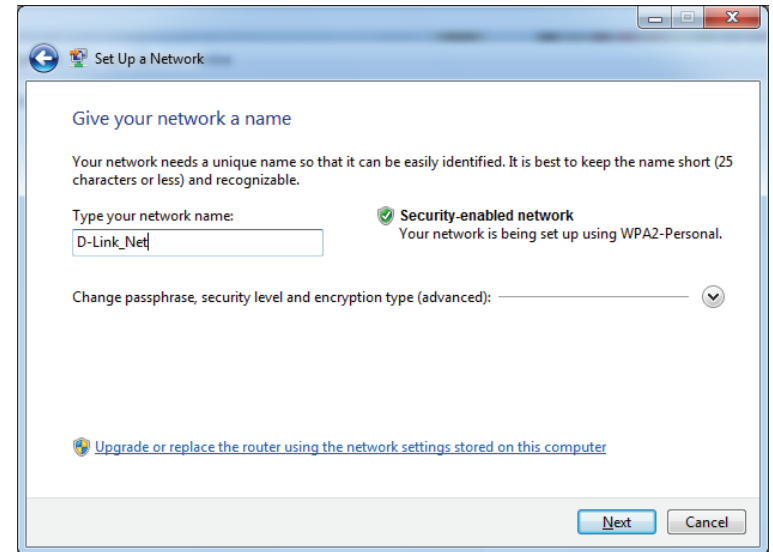 Set Up a Network
Give your network a name
Your network needs a unique name so that it can be easily identified. It is best to keep the name short (25
characters or less) and recognizable.
Type your network name:
D-Link_Net
Security-enabled network
Your network is being set up using WPA2-Personal.
Change passphrase, security level and encryption type (advanced):
Upgrade or replace the router using the network settings stored on this computer
Next Cancel